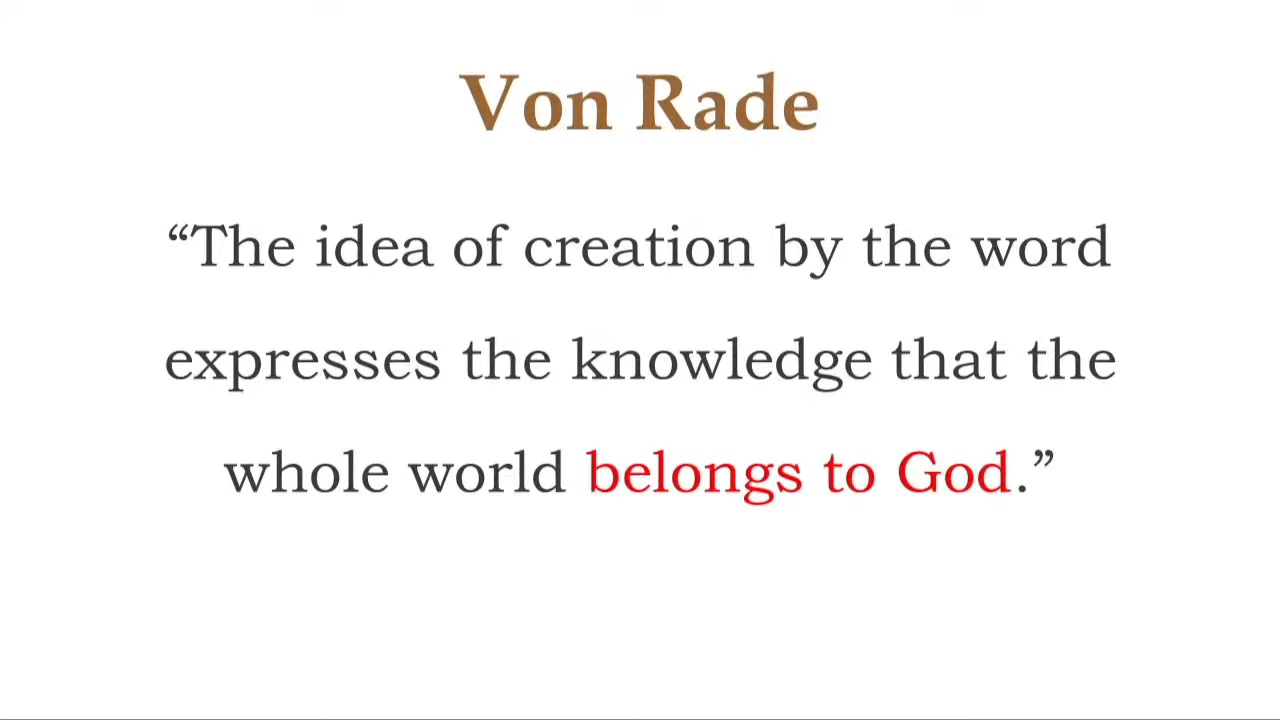 Von Rade
“The idea of creation by the word
expresses the knowledge that the
whole world belongs to God.”